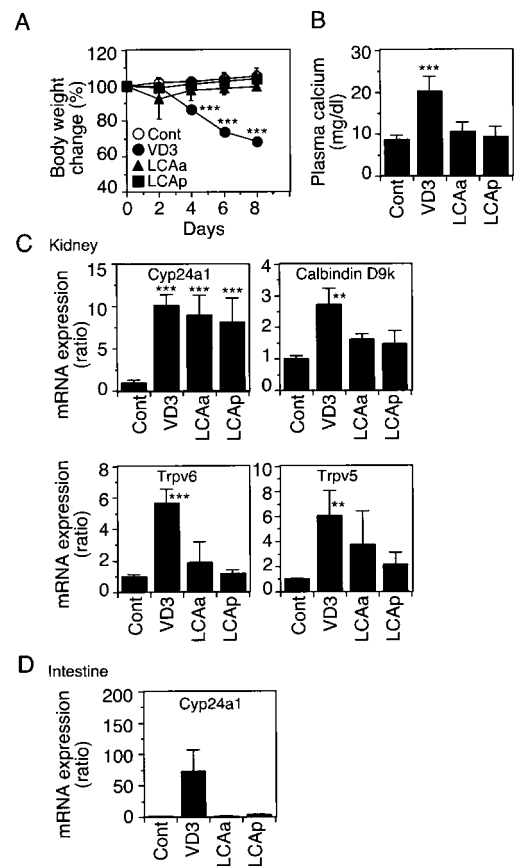 A
Body weight change (%)
120
100
80
60
40
Cont
VD3
LCAa
LCAp
***
***
***
0 2 4 6 8
Days
B
Plasma calcium (mg/dl)
30
20
10
0
***
Cont VD3 LCAa LCAp
C Kidney
Cyp24a1
mRNA expression (ratio)
15
10
5
0
*** *** ***
Cont VD3 LCAa LCAp
Calbindin D9k
4
3
2
1
0
**
Cont VD3 LCAa LCAp
Trpv6
mRNA expression (ratio)
8
6
4
2
0
***
Cont VD3 LCAa LCAp
Trpv5
10
8
6
4
2
0
**
Cont VD3 LCAa LCAp
D Intestine
Cyp24a1
mRNA expression (ratio)
200
150
100
50
0
Cont VD3 LCAa LCAp